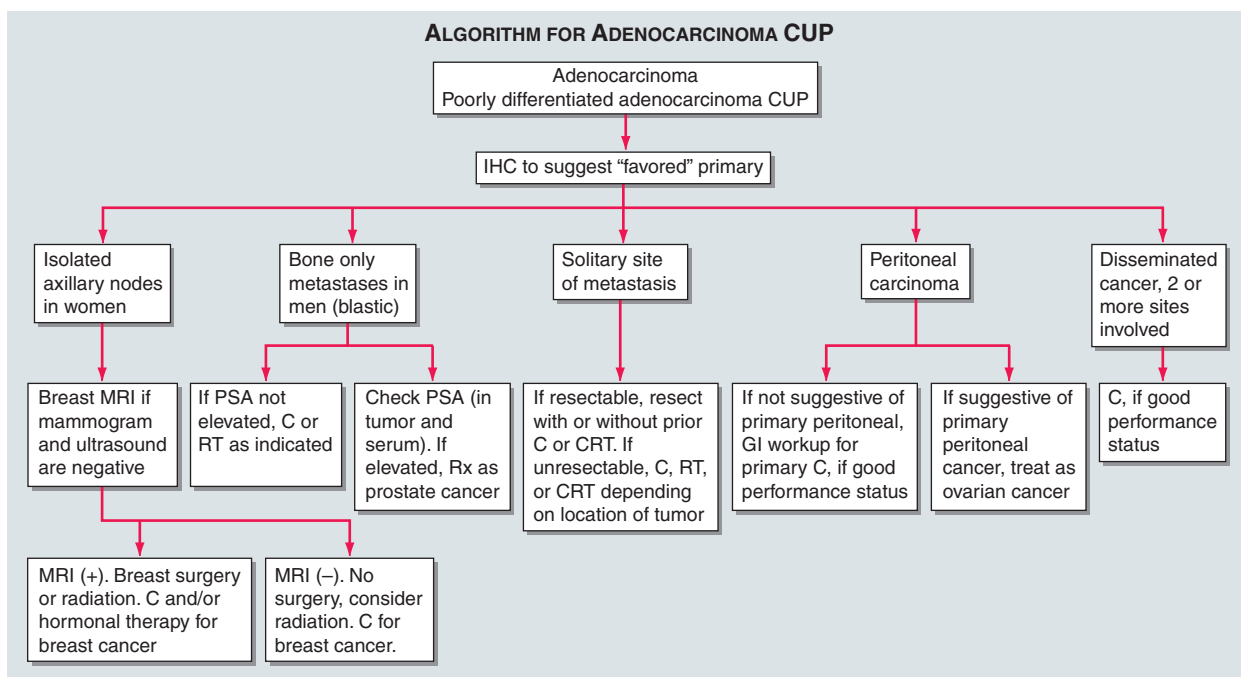 ALGORITHM FOR ADENOCARCINOMA CUP
Adenocarcinoma
Poorly differentiated adenocarcinoma CUP
IHC to suggest “favored” primary
Isolated
axillary nodes
in women
Bone only
metastases in
men (blastic)
Solitary site
of metastasis
Peritoneal
carcinoma
Disseminated
cancer, 2 or
more sites
involved
Breast MRI if
mammogram
and ultrasound
are negative
If PSA not
elevated, C or
RT as indicated
Check PSA (in
tumor and
serum). If
elevated, Rx as
prostate cancer
If resectable, resect
with or without prior
C or CRT. If
unresectable, C, RT,
or CRT depending
on location of tumor
If not suggestive of
primary peritoneal,
GI workup for
primary C, if good
performance status
If suggestive of
primary
peritoneal
cancer, treat as
ovarian cancer
C, if good
performance
status
MRI (+). Breast surgery
or radiation. C and/or
hormonal therapy for
breast cancer
MRI (–). No
surgery, consider
radiation. C for
breast cancer.